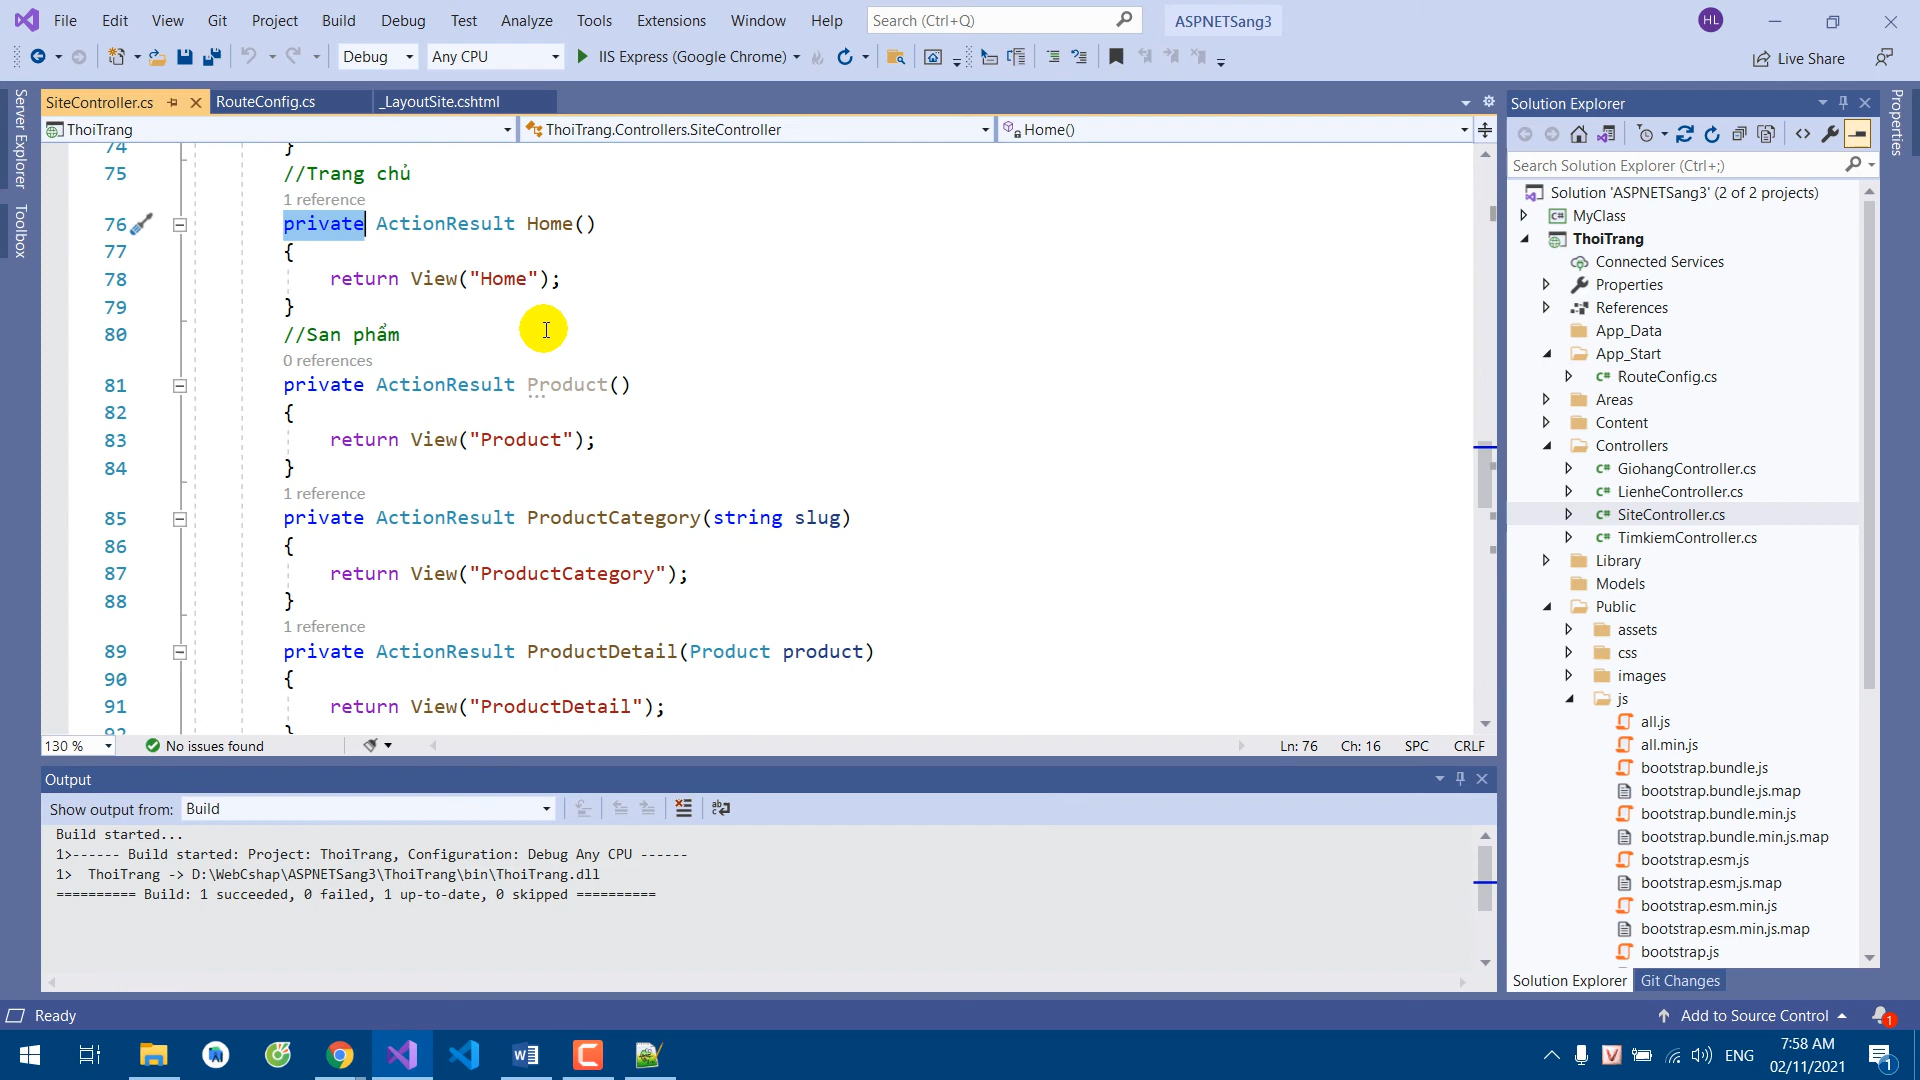 File Edit View Git Project Build Debug Test Analyze Tools Extensions Window Help Search (Ctrl+Q) ASPNETSang3 HL
Debug Any CPU IIS Express (Google Chrome) Live Share
Server Explorer
Toolbox
Properties
SiteController.cs RouteConfig.cs _LayoutSite.cshtml
ThoiTrang ThoiTrang.Controllers.SiteController Home()
74 }
75 //Trang chủ
1 reference
76 private ActionResult Home()
77 {
78 return View("Home");
79 }
80 //San phẩm
0 references
81 private ActionResult Product()
82 {
83 return View("Product");
84 }
1 reference
85 private ActionResult ProductCategory(string slug)
86 {
87 return View("ProductCategory");
88 }
1 reference
89 private ActionResult ProductDetail(Product product)
90 {
91 return View("ProductDetail");
92 }
130 % No issues found Ln: 76 Ch: 16 SPC CRLF
Output
Show output from: Build
Build started...
1>------ Build started: Project: ThoiTrang, Configuration: Debug Any CPU ------
1> ThoiTrang -> D:\WebCshap\ASPNETSang3\ThoiTrang\bin\ThoiTrang.dll
========== Build: 1 succeeded, 0 failed, 1 up-to-date, 0 skipped ==========
Solution Explorer
Search Solution Explorer (Ctrl+;)
Solution 'ASPNETSang3' (2 of 2 projects)
MyClass
ThoiTrang
Connected Services
Properties
References
App_Data
App_Start
RouteConfig.cs
Areas
Content
Controllers
GiohangController.cs
LienheController.cs
SiteController.cs
TimkiemController.cs
Library
Models
Public
assets
css
images
js
all.js
all.min.js
bootstrap.bundle.js
bootstrap.bundle.js.map
bootstrap.bundle.min.js
bootstrap.bundle.min.js.map
bootstrap.esm.js
bootstrap.esm.js.map
bootstrap.esm.min.js
bootstrap.esm.min.js.map
bootstrap.js
Solution Explorer Git Changes
Ready Add to Source Control 1
ENG 7:58 AM
02/11/2021 1